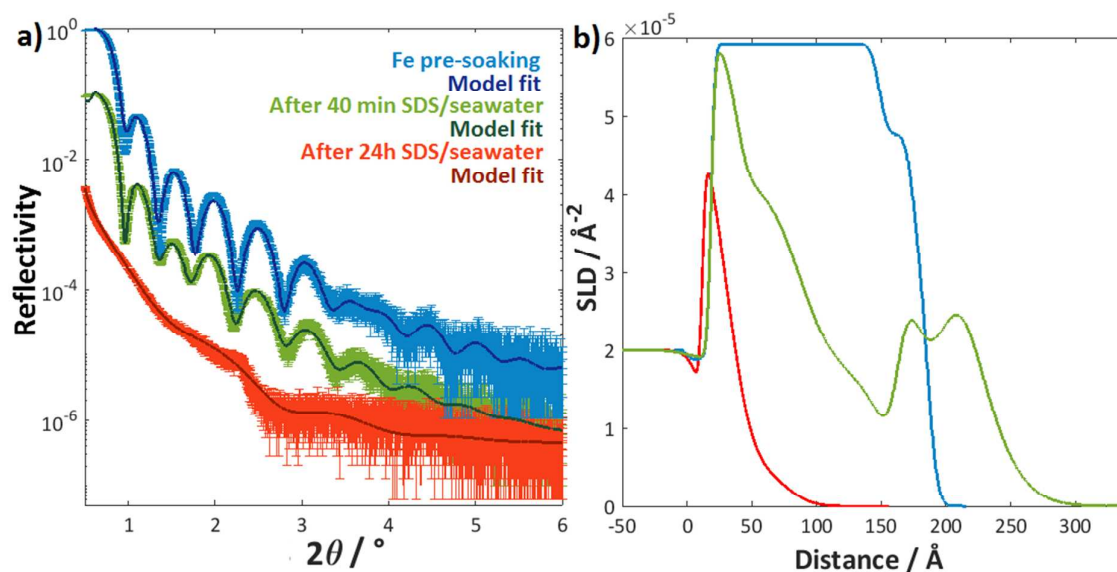 a)
10⁰
10⁻²
10⁻⁴
10⁻⁶
Reflectivity
Fe pre-soaking
Model fit
After 40 min SDS/seawater
Model fit
After 24h SDS/seawater
Model fit
1 2 3 4 5 6
2θ / °
b)
×10⁻⁵
6
5
4
3
2
1
0
SLD / Å⁻²
-50 0 50 100 150 200 250 300
Distance / Å